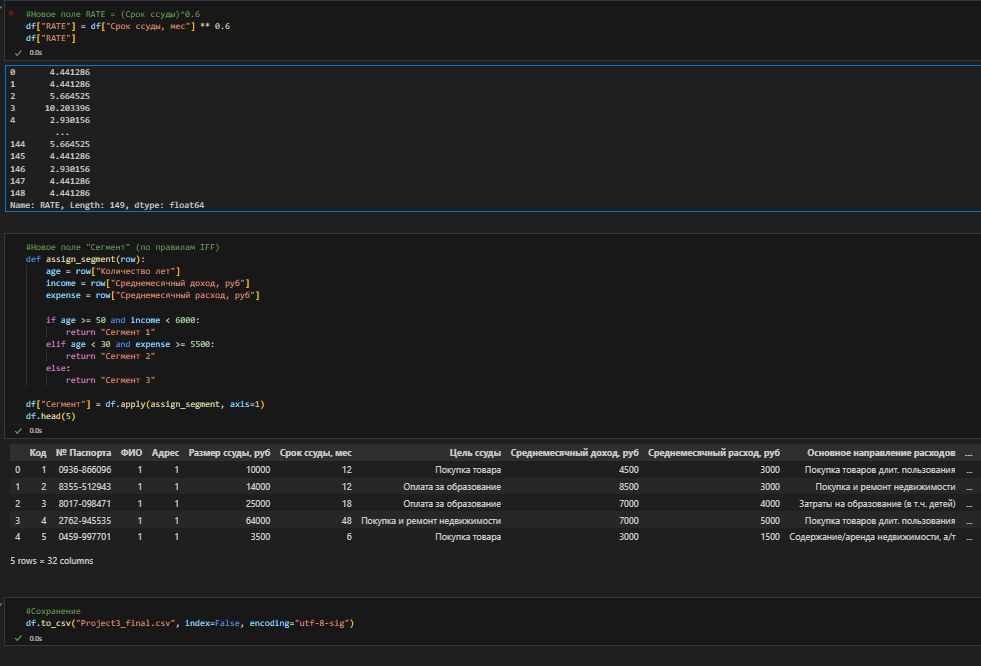 #Новое поле RATE = (Срок ссуды)^0.6
df["RATE"] = df["Срок ссуды, мес"] ** 0.6
df["RATE"]
0.0s
0 4.441286
1 4.441286
2 5.664525
3 10.203396
4 2.930156
...
144 5.664525
145 4.441286
146 2.930156
147 4.441286
148 4.441286
Name: RATE, Length: 149, dtype: float64
#Новое поле "Сегмент" (по правилам IFF)
def assign_segment(row):
age = row["Количество лет"]
income = row["Среднемесячный доход, руб"]
expense = row["Среднемесячный расход, руб"]
if age >= 50 and income < 6000:
return "Сегмент 1"
elif age < 30 and expense >= 5500:
return "Сегмент 2"
else:
return "Сегмент 3"
df["Сегмент"] = df.apply(assign_segment, axis=1)
df.head(5)
0.0s
Код № Паспорта ФИО Адрес Размер ссуды, руб Срок ссуды, мес Цель ссуды Среднемесячный доход, руб Среднемесячный расход, руб Основное направление расходов ...
0 1 0936-866096 1 1 10000 12 Покупка товара 4500 3000 Покупка товаров длит. пользования ...
1 2 8355-512943 1 1 14000 12 Оплата за образование 8500 3000 Покупка и ремонт недвижимости ...
2 3 8017-098471 1 1 25000 18 Оплата за образование 7000 4000 Затраты на образование (в т.ч. детей) ...
3 4 2762-945535 1 1 64000 48 Покупка и ремонт недвижимости 7000 5000 Покупка товаров длит. пользования ...
4 5 0459-997701 1 1 3500 6 Покупка товара 3000 1500 Содержание/аренда недвижимости, а/т ...
5 rows × 32 columns
#Сохранение
df.to_csv("Project3_final.csv", index=False, encoding="utf-8-sig")
0.0s